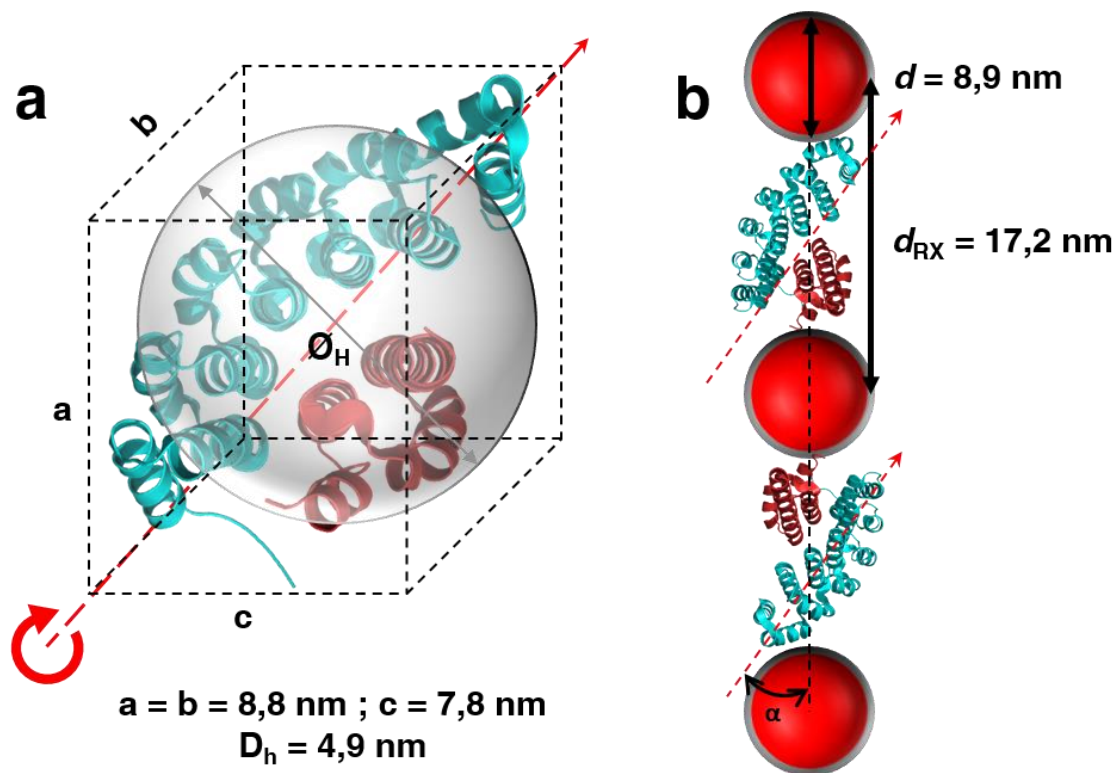 a
b
a
Ø_H
c
a = b = 8,8 nm ; c = 7,8 nm
D_h = 4,9 nm
b
d = 8,9 nm
d_RX = 17,2 nm
α